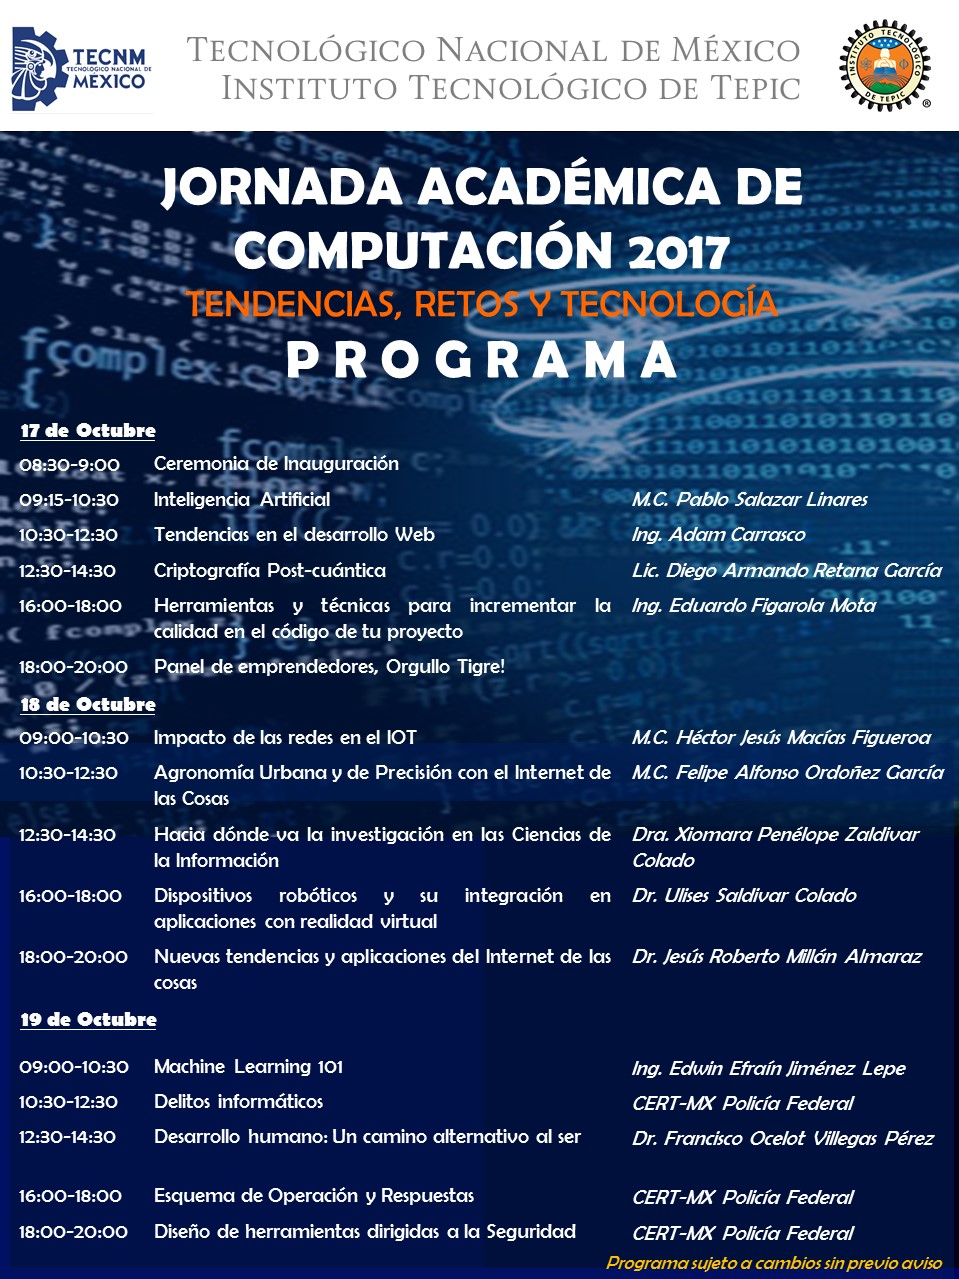 TECNM
TECNOLÓGICO NACIONAL DE
MÉXICO
TECNOLÓGICO NACIONAL DE MÉXICO
INSTITUTO TECNOLÓGICO DE TEPIC
INSTITUTO TECNOLÓGICO
DE TEPIC
®
JORNADA ACADÉMICA DE
COMPUTACIÓN 2017
TENDENCIAS, RETOS Y TECNOLOGÍA
PROGRAMA
17 de Octubre
08:30-9:00 Ceremonia de Inauguración
09:15-10:30 Inteligencia Artificial M.C. Pablo Salazar Linares
10:30-12:30 Tendencias en el desarrollo Web Ing. Adam Carrasco
12:30-14:30 Criptografía Post-cuántica Lic. Diego Armando Retana García
16:00-18:00 Herramientas y técnicas para incrementar la Ing. Eduardo Figarola Mota
calidad en el código de tu proyecto
18:00-20:00 Panel de emprendedores, Orgullo Tigre!
18 de Octubre
09:00-10:30 Impacto de las redes en el IOT M.C. Héctor Jesús Macías Figueroa
10:30-12:30 Agronomía Urbana y de Precisión con el Internet de M.C. Felipe Alfonso Ordoñez García
las Cosas
12:30-14:30 Hacia dónde va la investigación en las Ciencias de Dra. Xiomara Penélope Zaldivar
la Información Colado
16:00-18:00 Dispositivos robóticos y su integración en Dr. Ulises Saldivar Colado
aplicaciones con realidad virtual
18:00-20:00 Nuevas tendencias y aplicaciones del Internet de las Dr. Jesús Roberto Millán Almaraz
cosas
19 de Octubre
09:00-10:30 Machine Learning 101 Ing. Edwin Efraín Jiménez Lepe
10:30-12:30 Delitos informáticos CERT-MX Policía Federal
12:30-14:30 Desarrollo humano: Un camino alternativo al ser Dr. Francisco Ocelot Villegas Pérez
16:00-18:00 Esquema de Operación y Respuestas CERT-MX Policía Federal
18:00-20:00 Diseño de herramientas dirigidas a la Seguridad CERT-MX Policía Federal
Programa sujeto a cambios sin previo aviso